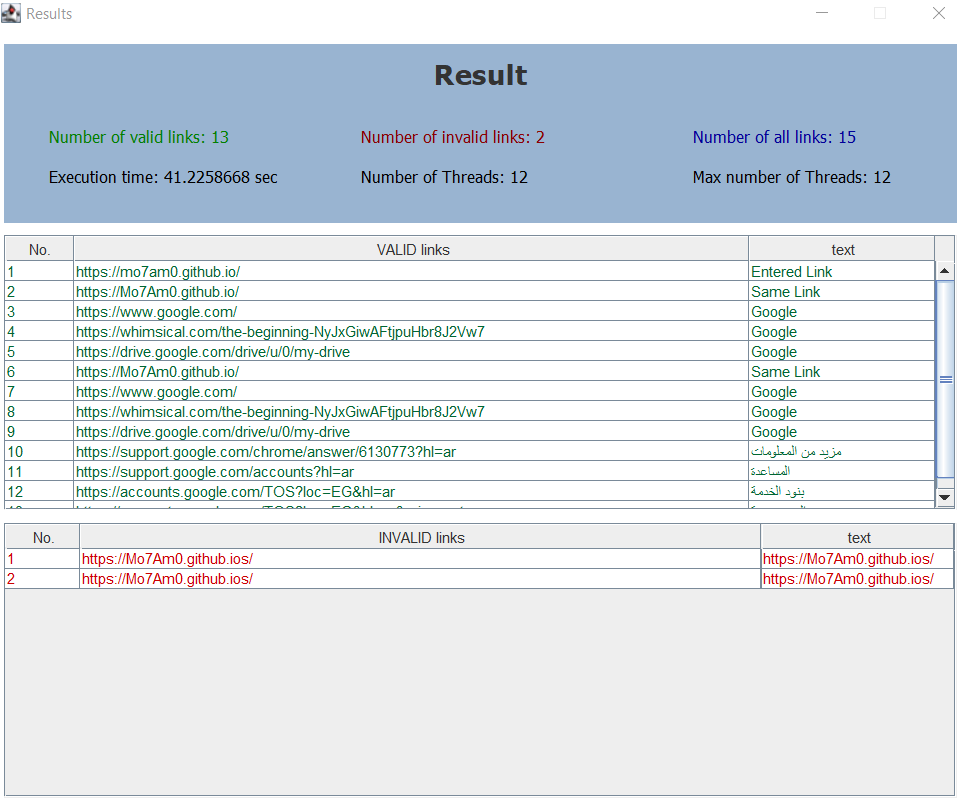 Results
Result
Number of valid links: 13 Number of invalid links: 2 Number of all links: 15
Execution time: 41.2258668 sec Number of Threads: 12 Max number of Threads: 12
No. VALID links text
1 https://mo7am0.github.io/ Entered Link
2 https://Mo7Am0.github.io/ Same Link
3 https://www.google.com/ Google
4 https://whimsical.com/the-beginning-NyJxGiwAFtjpuHbr8J2Vw7 Google
5 https://drive.google.com/drive/u/0/my-drive Google
6 https://Mo7Am0.github.io/ Same Link
7 https://www.google.com/ Google
8 https://whimsical.com/the-beginning-NyJxGiwAFtjpuHbr8J2Vw7 Google
9 https://drive.google.com/drive/u/0/my-drive Google
10 https://support.google.com/chrome/answer/6130773?hl=ar مزيد من المعلومات
11 https://support.google.com/accounts?hl=ar المساعدة
12 https://accounts.google.com/TOS?loc=EG&hl=ar بنود الخدمة
No. INVALID links text
1 https://Mo7Am0.github.ios/ https://Mo7Am0.github.ios/
2 https://Mo7Am0.github.ios/ https://Mo7Am0.github.ios/